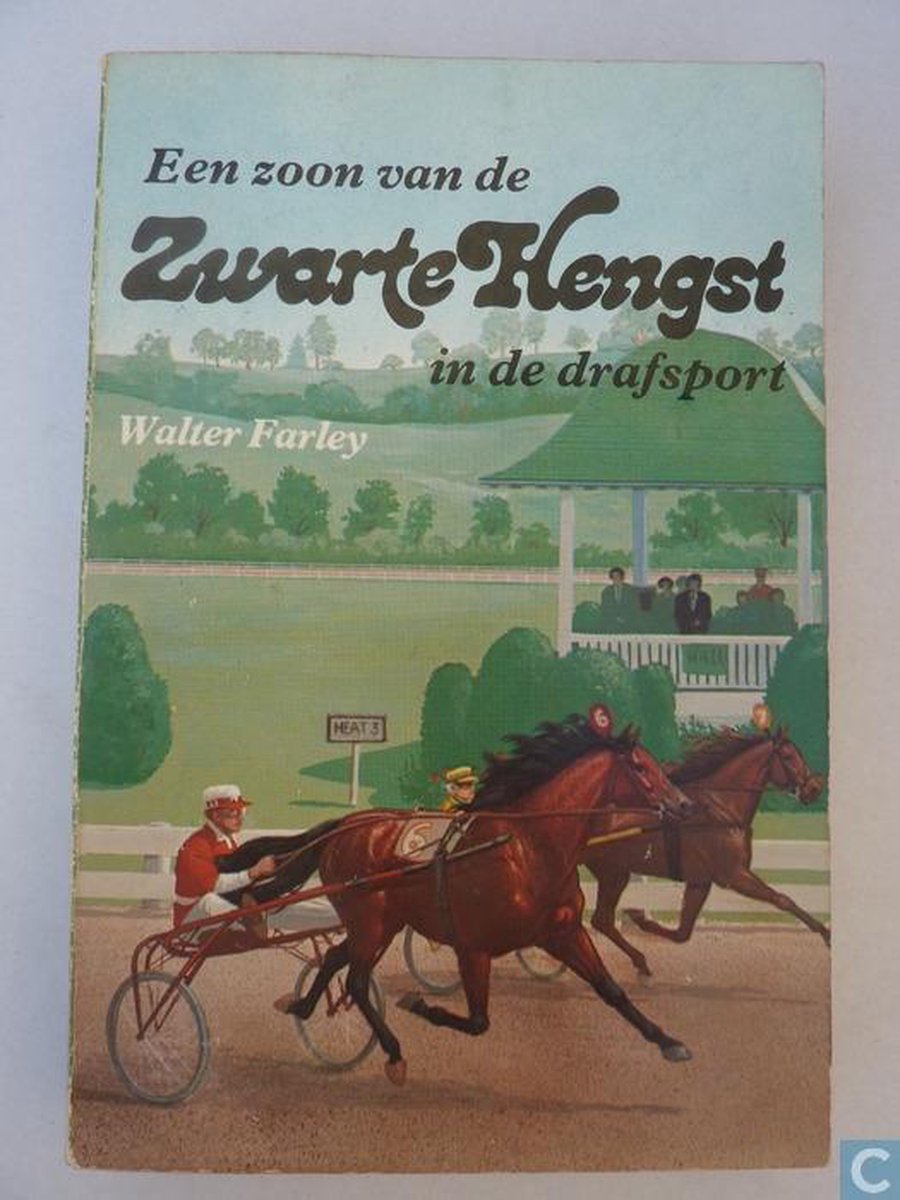 Een zoon van de
Zwarte Hengst
in de drafsport
Walter Farley
HEAT 3
6
6
C